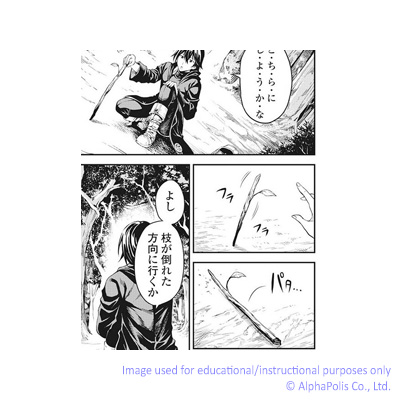 ど・ち・ら・に
し・よ・う・か・な
フラ
フラ
パタ…
よし
枝が倒れた
方向に行くか
Image used for educational/instructional purposes only
© AlphaPolis Co., Ltd.